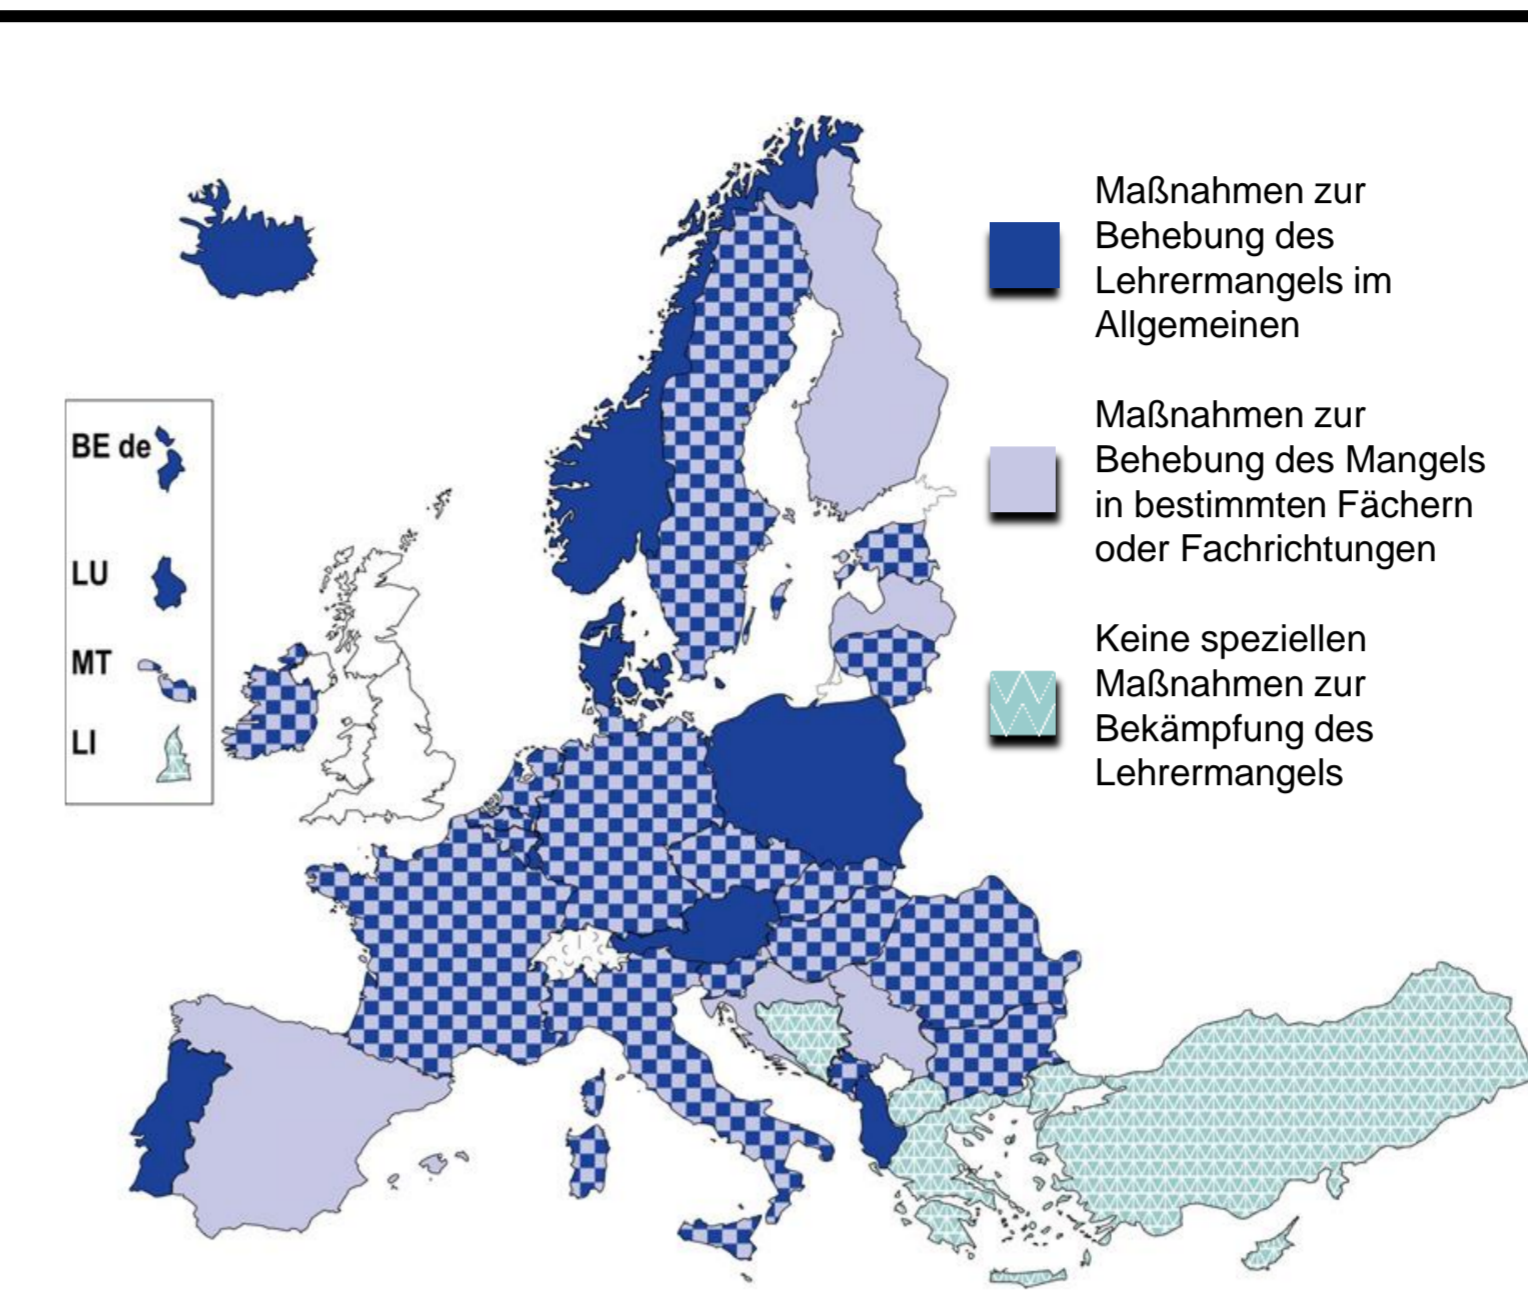 Maßnahmen zur
Behebung des
Lehrermangels im
Allgemeinen
Maßnahmen zur
Behebung des Mangels
in bestimmten Fächern
oder Fachrichtungen
Keine speziellen
Maßnahmen zur
Bekämpfung des
Lehrermangels
BE de
LU
MT
LI